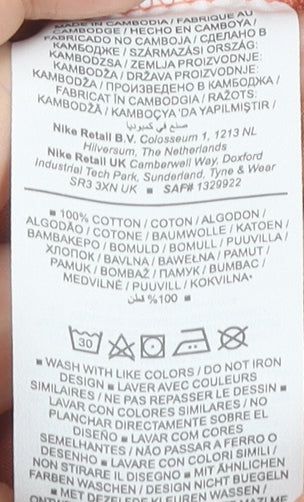 MADE IN CAMBODIA / FABRIQUE AU
CAMBODGE / HECHO EN CAMBOYA /
FABRICADO NO CAMBOJA / СДЕЛАНО В
КАМБОДЖЕ / SZÁRMAZÁSI ORSZÁG:
KAMBODZSA / ZEMLJA PROIZVODNJE:
KAMBODŽA / DRŽAVA PROIZVODNJE:
KAMBODŽA / ПРОИЗВЕДЕНО В КАМБОДЖА /
FABRICAT ÎN CAMBODGIA / RAŽOTS:
KAMBODŽĀ / KAMBOÇYA 'DA YAPILMIŞTIR /
صنع في كمبوديا
Nike Retail B.V. Colosseum 1, 1213 NL
Hilversum, The Netherlands
Nike Retail UK Camberwell Way, Doxford
Industrial Tech Park, Sunderland, Tyne & Wear
SR3 3XN UK ■ SAF# 1329922
■ 100% COTTON / COTON / ALGODON /
ALGODÃO / COTONE / BAUMWOLLE / KATOEN /
ΒΑΜΒΑΚΕΡΟ / BOMULD / BOMULL / PUUVILLA /
ХЛОПОК / BAVLNA / BAWEŁNA / PAMUT /
PAMUK / BOMBAŽ / ПАМУК / BUMBAC /
MEDVILNĖ / PUUVILL / KOKVILNA·
■ %100 قطن
30
■ WASH WITH LIKE COLORS / DO NOT IRON
DESIGN ■ LAVER AVEC COULEURS
SIMILAIRES / NE PAS REPASSER LE DESSIN ■
LAVAR CON COLORES SIMILARES / NO
PLANCHAR DIRECTAMENTE SOBRE EL
DISEÑO ■ LAVAR COM CORES
SEMELHANTES / NÃO PASSAR A FERRO O
DESENHO ■ LAVARE CON COLORI SIMILI /
NON STIRARE IL DISEGNO ■ MIT ÄHNLICHEN
FARBEN WASCHEN / DESIGN NICHT BUEGELN
■ MET DEZELFDE KLEUREN WASSEN /